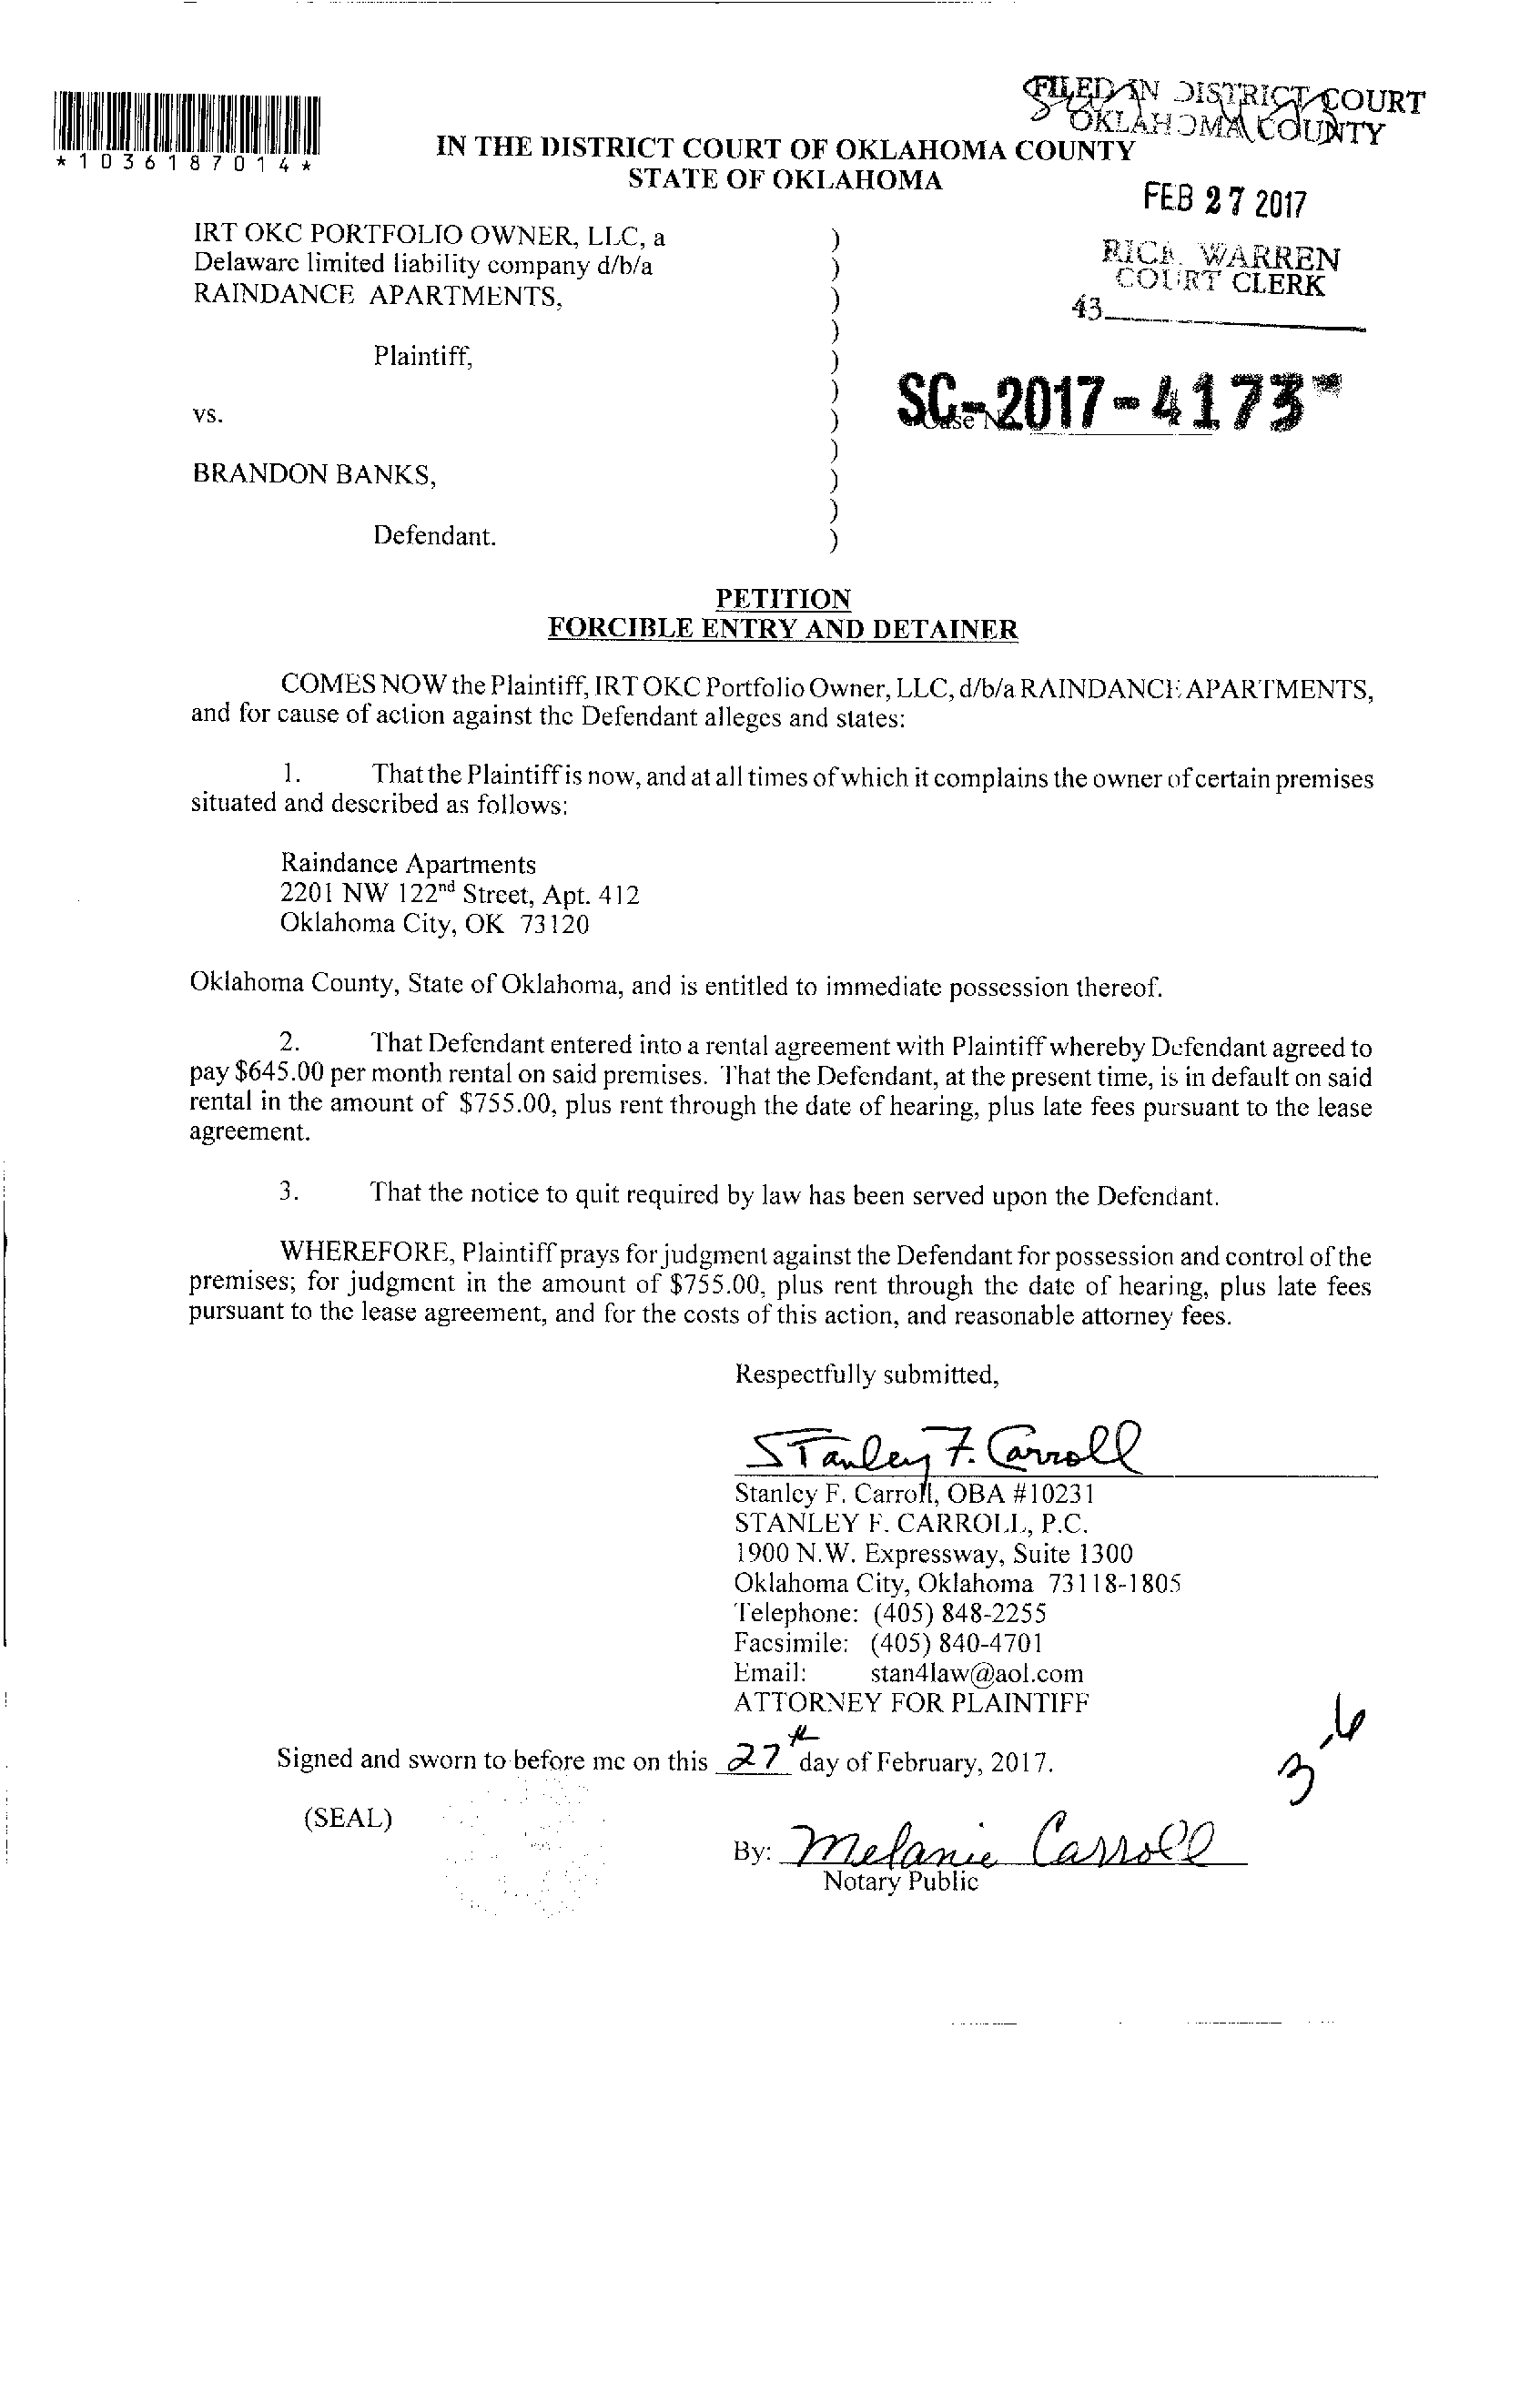 FILED IN DISTRICT COURT
OKLAHOMA COUNTY
*1036187014*
IN THE DISTRICT COURT OF OKLAHOMA COUNTY
STATE OF OKLAHOMA
FEB 27 2017
IRT OKC PORTFOLIO OWNER, LLC, a )
Delaware limited liability company d/b/a )
RAINDANCE APARTMENTS, )
)
Plaintiff, )
)
vs. )
)
BRANDON BANKS, )
)
Defendant. )
RICK WARREN
COURT CLERK
43
Case No.
SC-2017-4173
PETITION
FORCIBLE ENTRY AND DETAINER
COMES NOW the Plaintiff, IRT OKC Portfolio Owner, LLC, d/b/a RAINDANCE APARTMENTS,
and for cause of action against the Defendant alleges and states:
1. That the Plaintiff is now, and at all times of which it complains the owner of certain premises
situated and described as follows:
Raindance Apartments
2201 NW 122nd Street, Apt. 412
Oklahoma City, OK 73120
Oklahoma County, State of Oklahoma, and is entitled to immediate possession thereof.
2. That Defendant entered into a rental agreement with Plaintiff whereby Defendant agreed to
pay $645.00 per month rental on said premises. That the Defendant, at the present time, is in default on said
rental in the amount of $755.00, plus rent through the date of hearing, plus late fees pursuant to the lease
agreement.
3. That the notice to quit required by law has been served upon the Defendant.
WHEREFORE, Plaintiff prays for judgment against the Defendant for possession and control of the
premises; for judgment in the amount of $755.00, plus rent through the date of hearing, plus late fees
pursuant to the lease agreement, and for the costs of this action, and reasonable attorney fees.
Respectfully submitted,
Stanley F. Carroll
Stanley F. Carroll, OBA #10231
STANLEY F. CARROLL, P.C.
1900 N.W. Expressway, Suite 1300
Oklahoma City, Oklahoma 73118-1805
Telephone: (405) 848-2255
Facsimile: (405) 840-4701
Email: stan4law@aol.com
ATTORNEY FOR PLAINTIFF
Signed and sworn to before me on this 27th day of February, 2017.
(SEAL)
By: Melanie Carroll
Notary Public